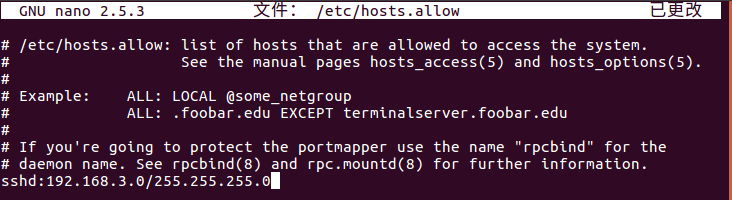 GNU nano 2.5.3 文件： /etc/hosts.allow 已更改
# /etc/hosts.allow: list of hosts that are allowed to access the system.
# See the manual pages hosts_access(5) and hosts_options(5).
#
# Example: ALL: LOCAL @some_netgroup
# ALL: .foobar.edu EXCEPT terminalserver.foobar.edu
#
# If you're going to protect the portmapper use the name "rpcbind" for the
# daemon name. See rpcbind(8) and rpc.mountd(8) for further information.
sshd:192.168.3.0/255.255.255.0